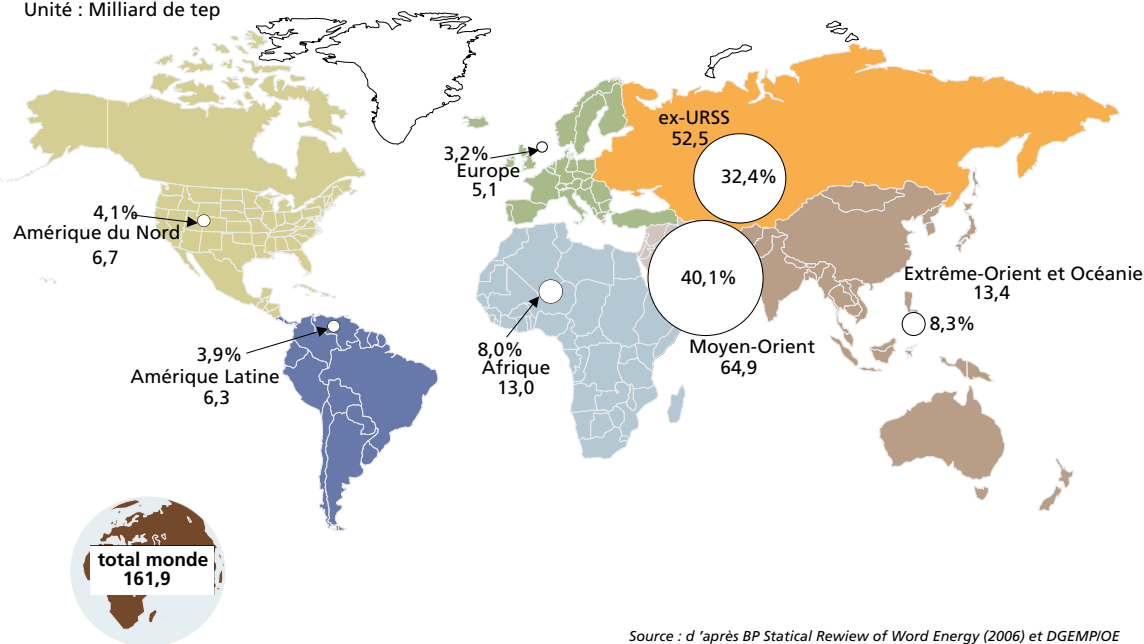 Unité : Milliard de tep
ex-URSS
52,5
32,4%
3,2%
Europe
5,1
4,1%
Amérique du Nord
6,7
40,1%
Extrême-Orient et Océanie
13,4
8,3%
Moyen-Orient
64,9
8,0%
Afrique
13,0
3,9%
Amérique Latine
6,3
total monde
161,9
Source : d ’après BP Statical Rewiew of Word Energy (2006) et DGEMPIOE